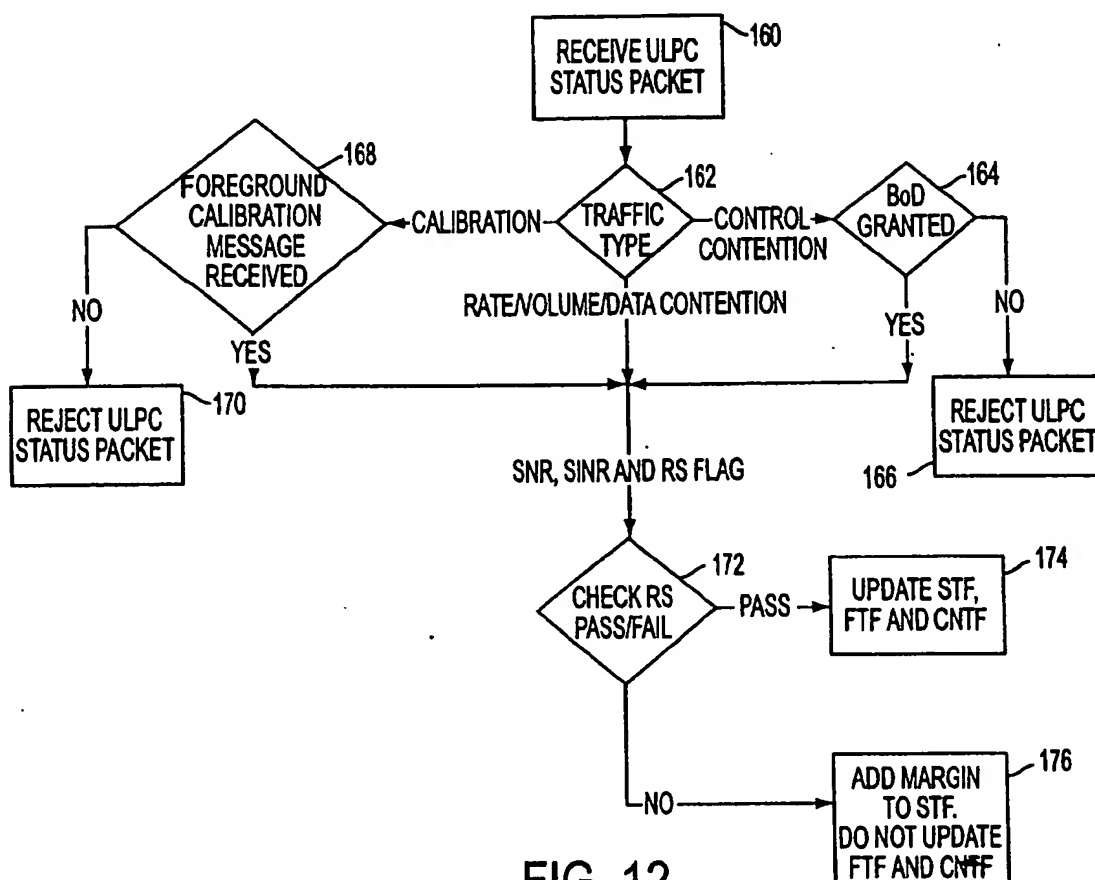 160
RECEIVE ULPC
STATUS PACKET
168
FOREGROUND
CALIBRATION
MESSAGE
RECEIVED
CALIBRATION
162
TRAFFIC
TYPE
CONTROL
CONTENTION
164
BoD
GRANTED
NO
YES
RATE/VOLUME/DATA CONTENTION
YES
NO
170
REJECT ULPC
STATUS PACKET
REJECT ULPC
STATUS PACKET
166
SNR, SINR AND RS FLAG
172
CHECK RS
PASS/FAIL
PASS
174
UPDATE STF,
FTF AND CNTF
NO
176
ADD MARGIN
TO STF.
DO NOT UPDATE
FTF AND CNTF
FIG. 12